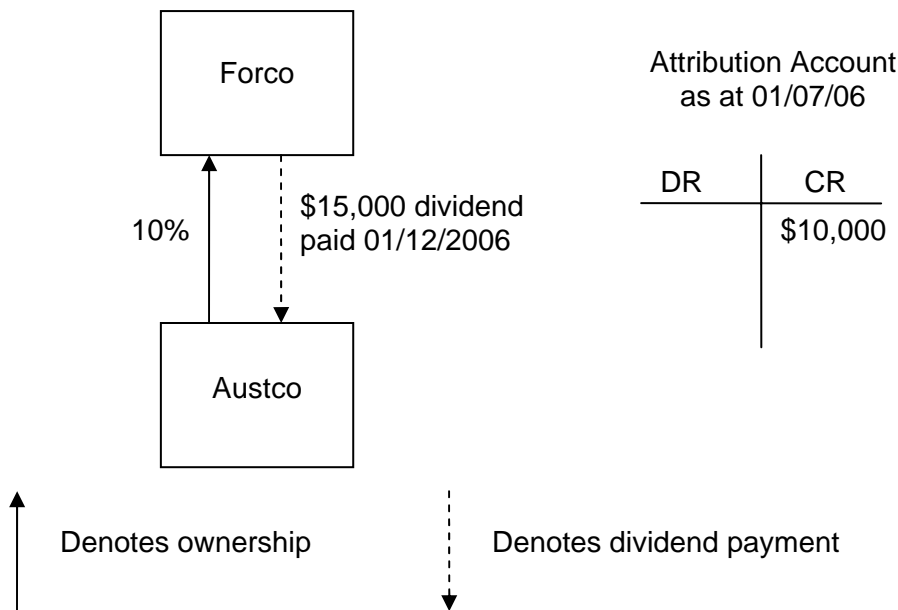 Forco
Attribution Account
as at 01/07/06
DR
CR
$10,000
10%
$15,000 dividend
paid 01/12/2006
Austco
Denotes ownership
Denotes dividend payment